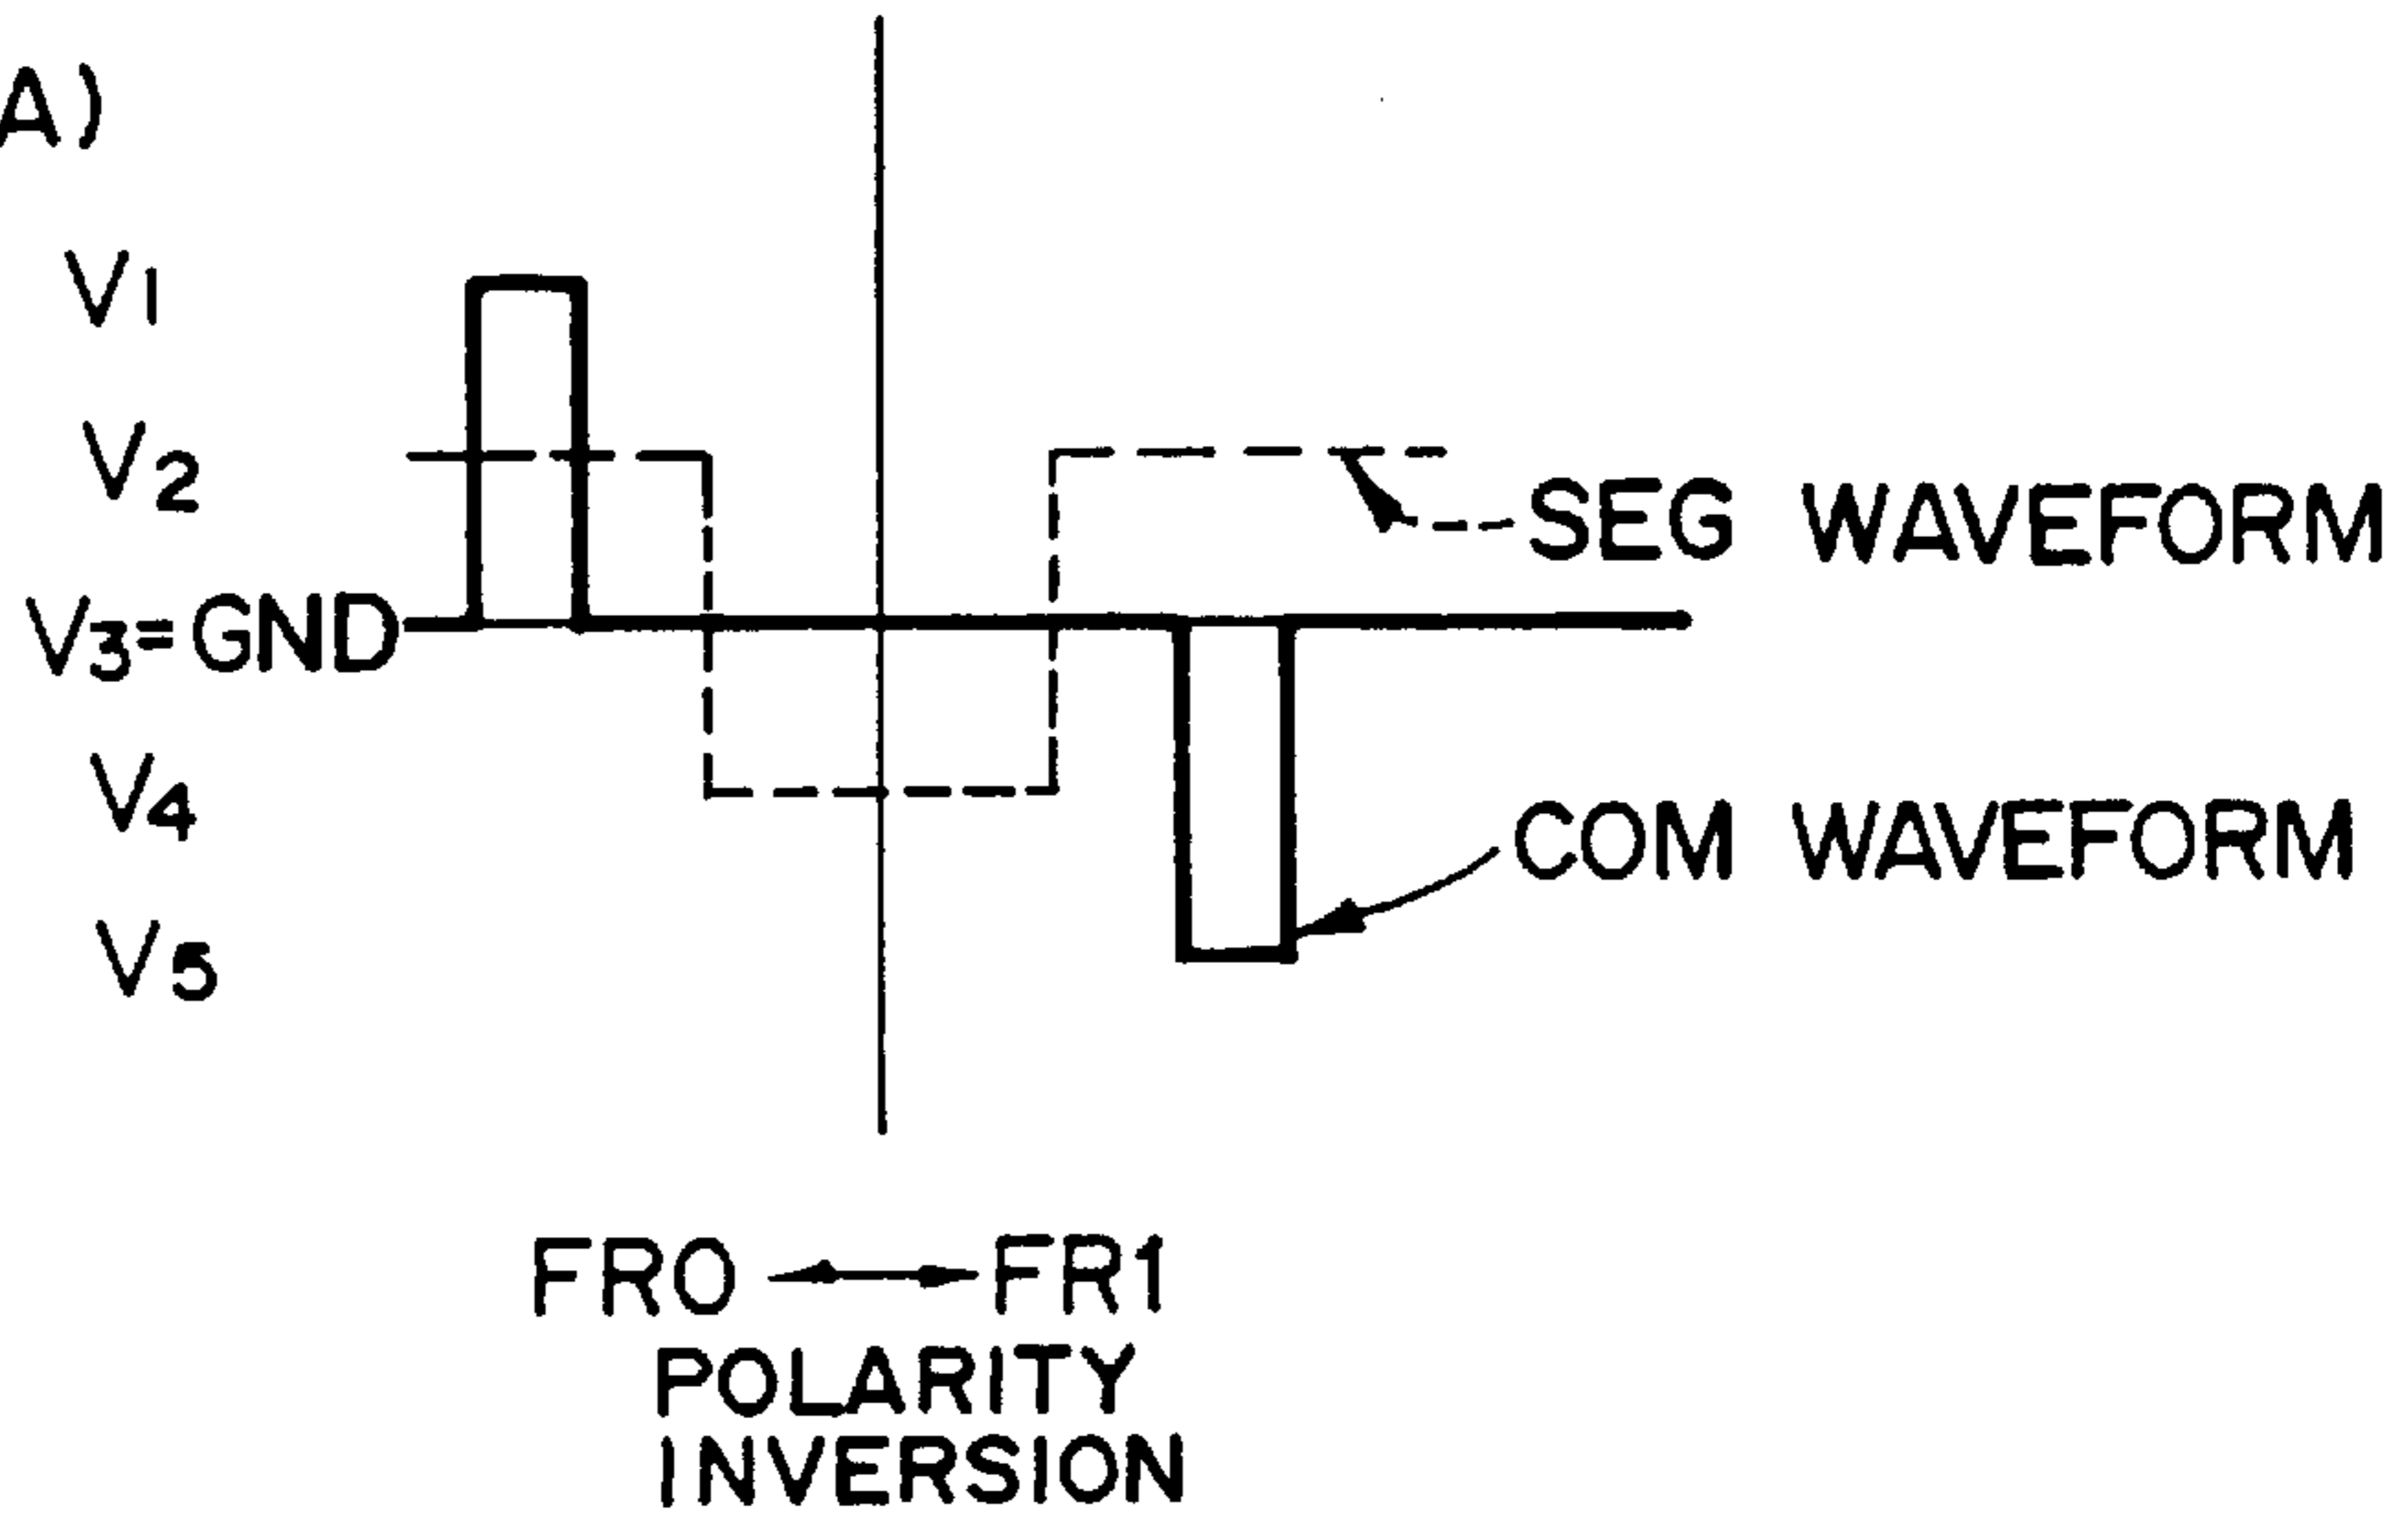 A)
V1
V2
SEG WAVEFORM
V3=GND
V4
COM WAVEFORM
V5
FR0 FR1
POLARITY
INVERSION